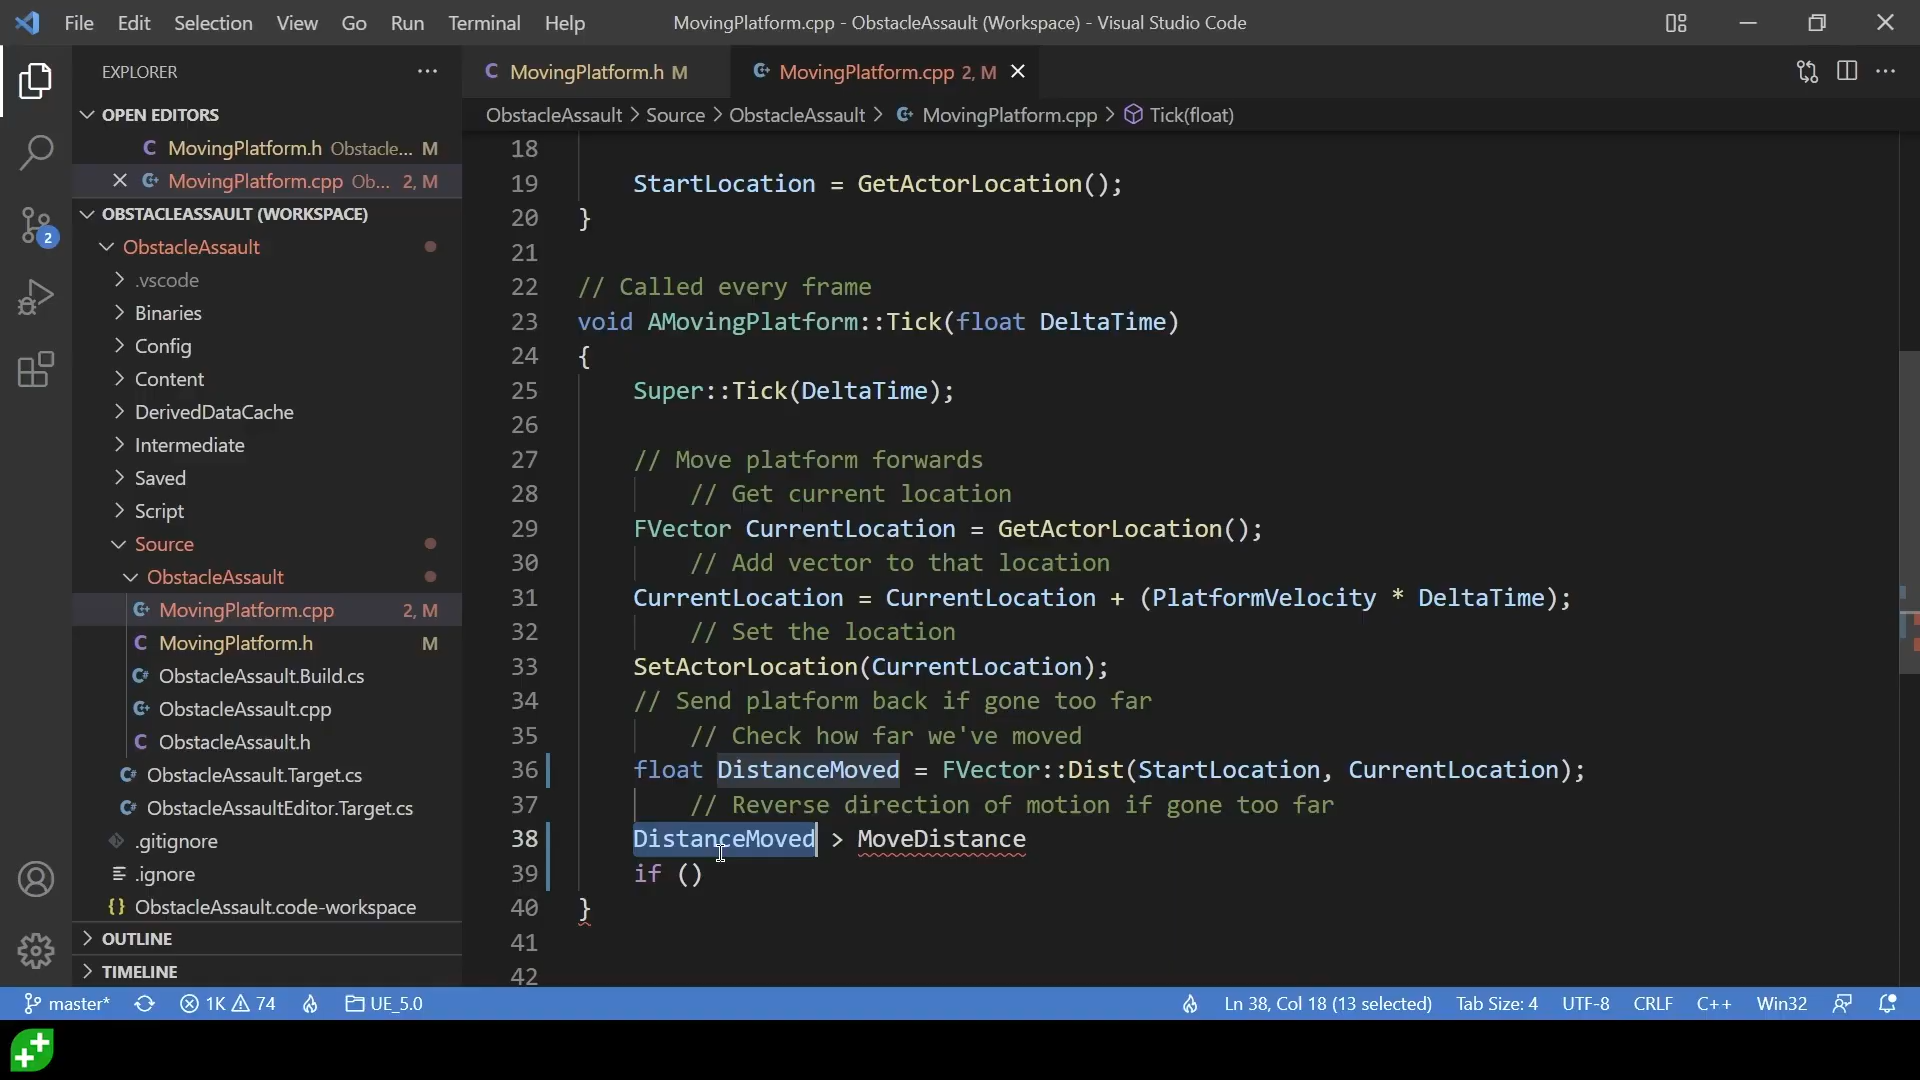 File Edit Selection View Go Run Terminal Help MovingPlatform.cpp - ObstacleAssault (Workspace) - Visual Studio Code
EXPLORER
OPEN EDITORS
MovingPlatform.h Obstacle... M
MovingPlatform.cpp Ob... 2, M
OBSTACLEASSAULT (WORKSPACE)
ObstacleAssault
.vscode
Binaries
Config
Content
DerivedDataCache
Intermediate
Saved
Script
Source
ObstacleAssault
MovingPlatform.cpp 2, M
MovingPlatform.h M
ObstacleAssault.Build.cs
ObstacleAssault.cpp
ObstacleAssault.h
ObstacleAssault.Target.cs
ObstacleAssaultEditor.Target.cs
.gitignore
.ignore
ObstacleAssault.code-workspace
OUTLINE
TIMELINE
2
MovingPlatform.h M MovingPlatform.cpp 2, M
ObstacleAssault > Source > ObstacleAssault > MovingPlatform.cpp > Tick(float)
18
19 StartLocation = GetActorLocation();
20 }
21
22 // Called every frame
23 void AMovingPlatform::Tick(float DeltaTime)
24 {
25 Super::Tick(DeltaTime);
26
27 // Move platform forwards
28 // Get current location
29 FVector CurrentLocation = GetActorLocation();
30 // Add vector to that location
31 CurrentLocation = CurrentLocation + (PlatformVelocity * DeltaTime);
32 // Set the location
33 SetActorLocation(CurrentLocation);
34 // Send platform back if gone too far
35 // Check how far we've moved
36 float DistanceMoved = FVector::Dist(StartLocation, CurrentLocation);
37 // Reverse direction of motion if gone too far
38 DistanceMoved > MoveDistance
39 if ()
40 }
41
42
master* 1K 74 UE_5.0 Ln 38, Col 18 (13 selected) Tab Size: 4 UTF-8 CRLF C++ Win32